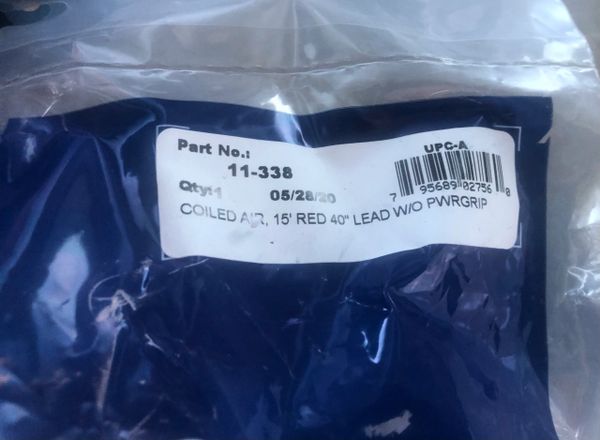 Part No.:
11-338
UPC-A
Qty:1 05/28/20
7 95689 02756 8
COILED AIR, 15' RED 40" LEAD W/O PWRGRIP